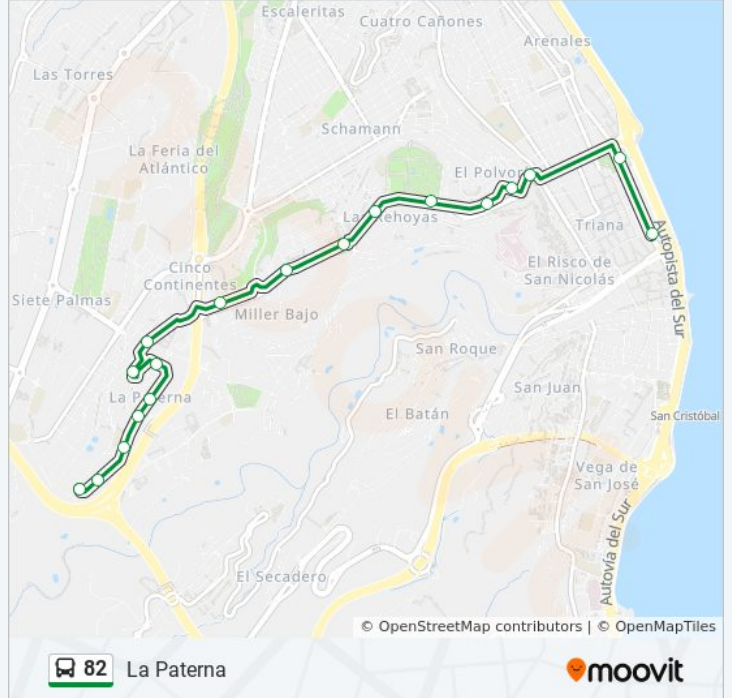 Escaleritas
Cuatro Cañones
Arenales
Las Torres
Schamann
La Feria del
Atlántico
El Polvorín
Las Rehoyas
Triana
Autopista del Sur
El Risco de
San Nicolás
Cinco
Continentes
Siete Palmas
Miller Bajo
San Roque
La Paterna
San Juan
El Batán
San Cristóbal
Vega de
San José
Autovía del Sur
El Secadero
© OpenStreetMap contributors | © OpenMapTiles
82 La Paterna
moovit